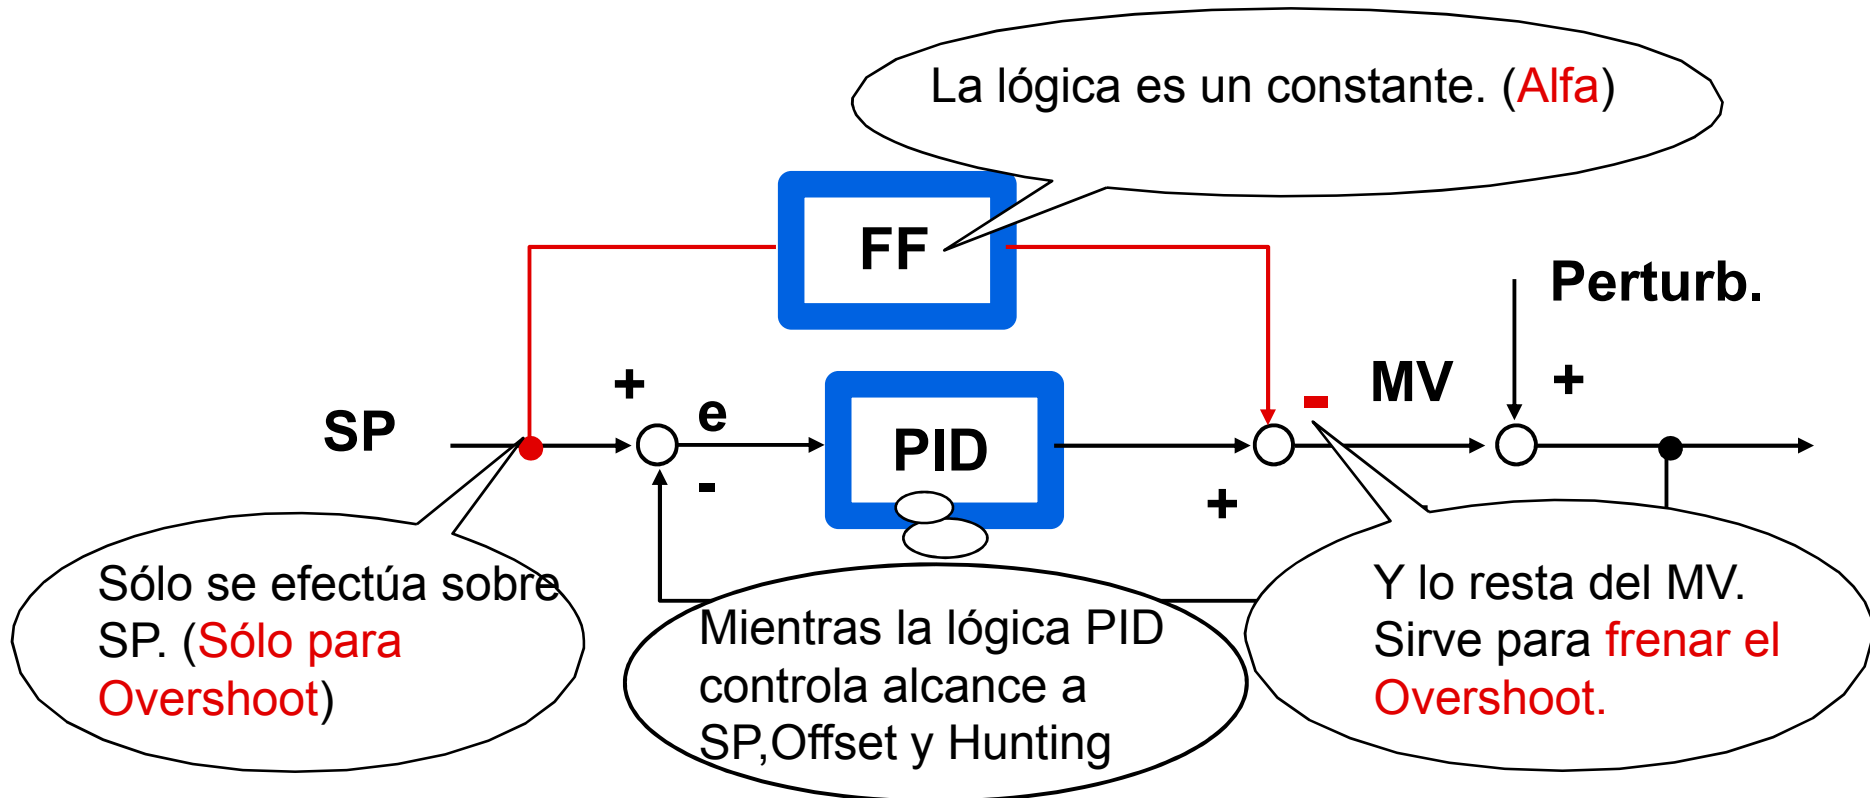 La lógica es un constante. (Alfa)
FF
Perturb.
+
MV
+
SP
e
PID
-
-
+
Sólo se efectúa sobre
SP. (Sólo para
Overshoot)
Mientras la lógica PID
controla alcance a
SP,Offset y Hunting
Y lo resta del MV.
Sirve para frenar el
Overshoot.